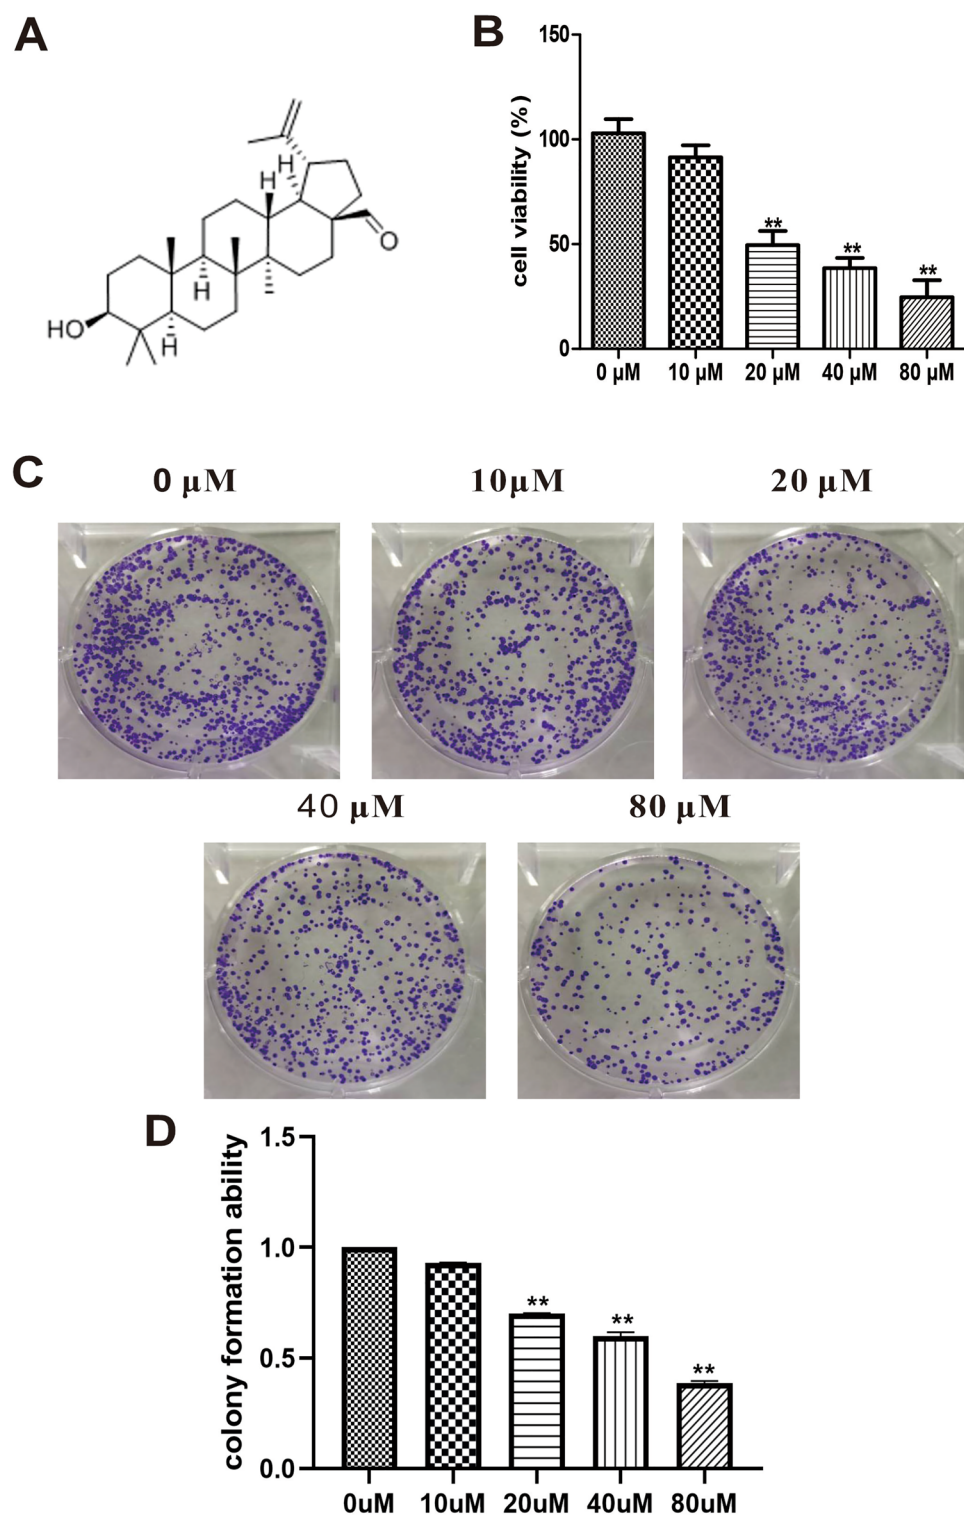 A
H
H
O
H
HO
H
B
cell viability (%)
150
100
50
0
**
**
**
0 µM 10 µM 20 µM 40 µM 80 µM
C
0 µM 10µM 20 µM
40 µM 80 µM
D
colony formation ability
1.5
1.0
0.5
0.0
**
**
**
0uM 10uM 20uM 40uM 80uM